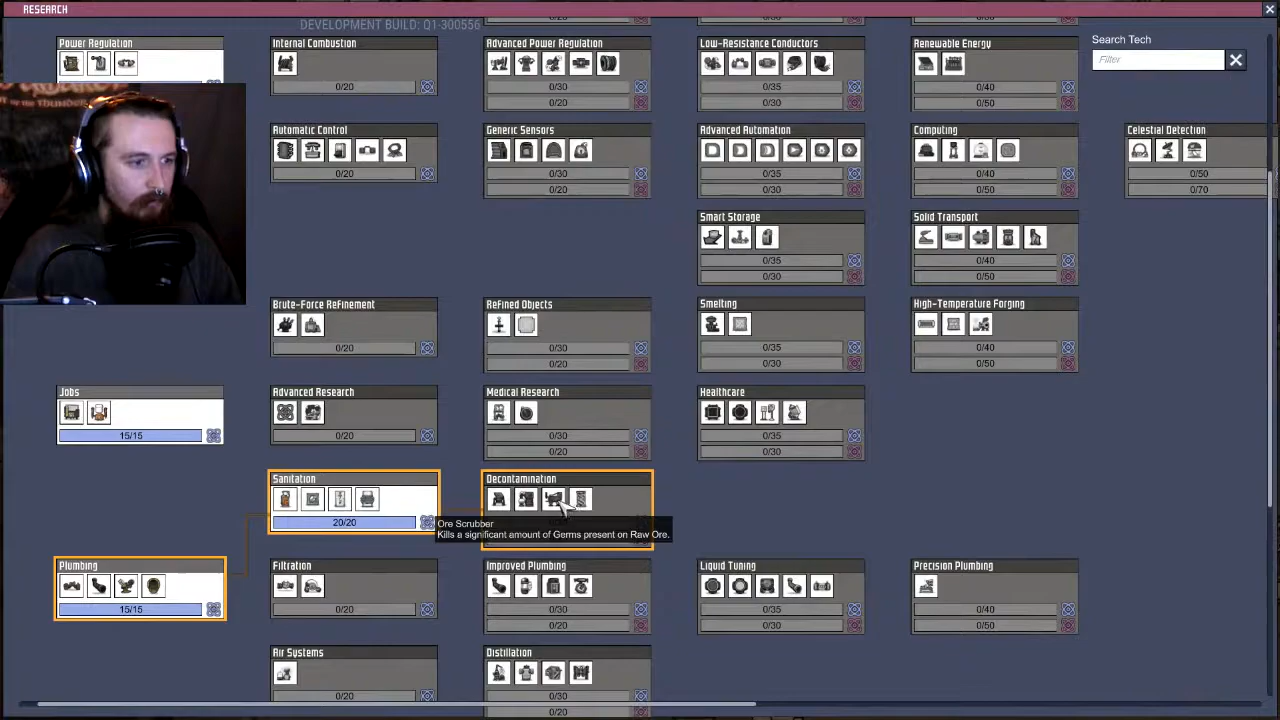 RESEARCH
DEVELOPMENT BUILD: Q1-300556
Search Tech
Filter
Power Regulation
Internal Combustion
0/20
Advanced Power Regulation
0/30
0/20
Low-Resistance Conductors
0/35
0/30
Renewable Energy
0/40
0/50
Automatic Control
0/20
Generic Sensors
0/30
0/20
Advanced Automation
0/35
0/30
Computing
0/40
0/50
Celestial Detection
0/50
0/70
Smart Storage
0/35
0/30
Solid Transport
0/40
0/50
Brute-Force Refinement
0/20
Refined Objects
0/30
0/20
Smelting
0/35
0/30
High-Temperature Forging
0/40
0/50
Jobs
15/15
Advanced Research
0/20
Medical Research
0/30
0/20
Healthcare
0/35
0/30
Sanitation
20/20
Decontamination
Ore Scrubber
Kills a significant amount of Germs present on Raw Ore.
Plumbing
15/15
Filtration
0/20
Improved Plumbing
0/30
0/20
Liquid Tuning
0/35
0/30
Precision Plumbing
0/40
0/50
Air Systems
0/20
Distillation
0/30
0/20